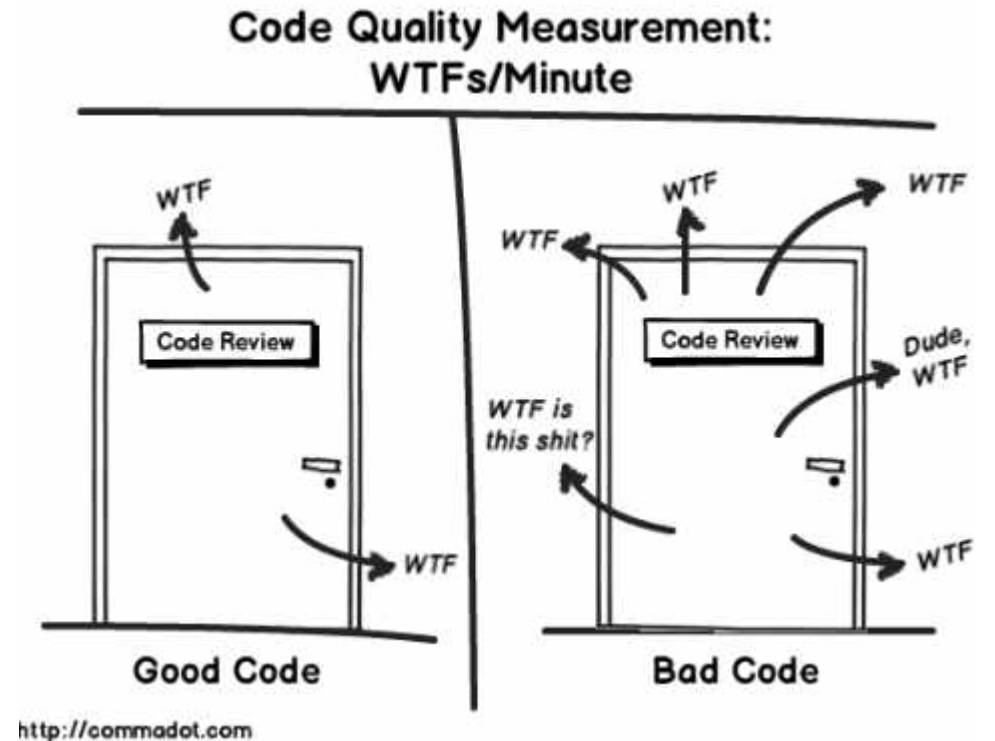 Code Quality Measurement:
WTFs/Minute
WTF
Code Review
WTF
Good Code
WTF
WTF
WTF
Code Review
Dude,
WTF
WTF is
this shit?
WTF
Bad Code
http://commadot.com